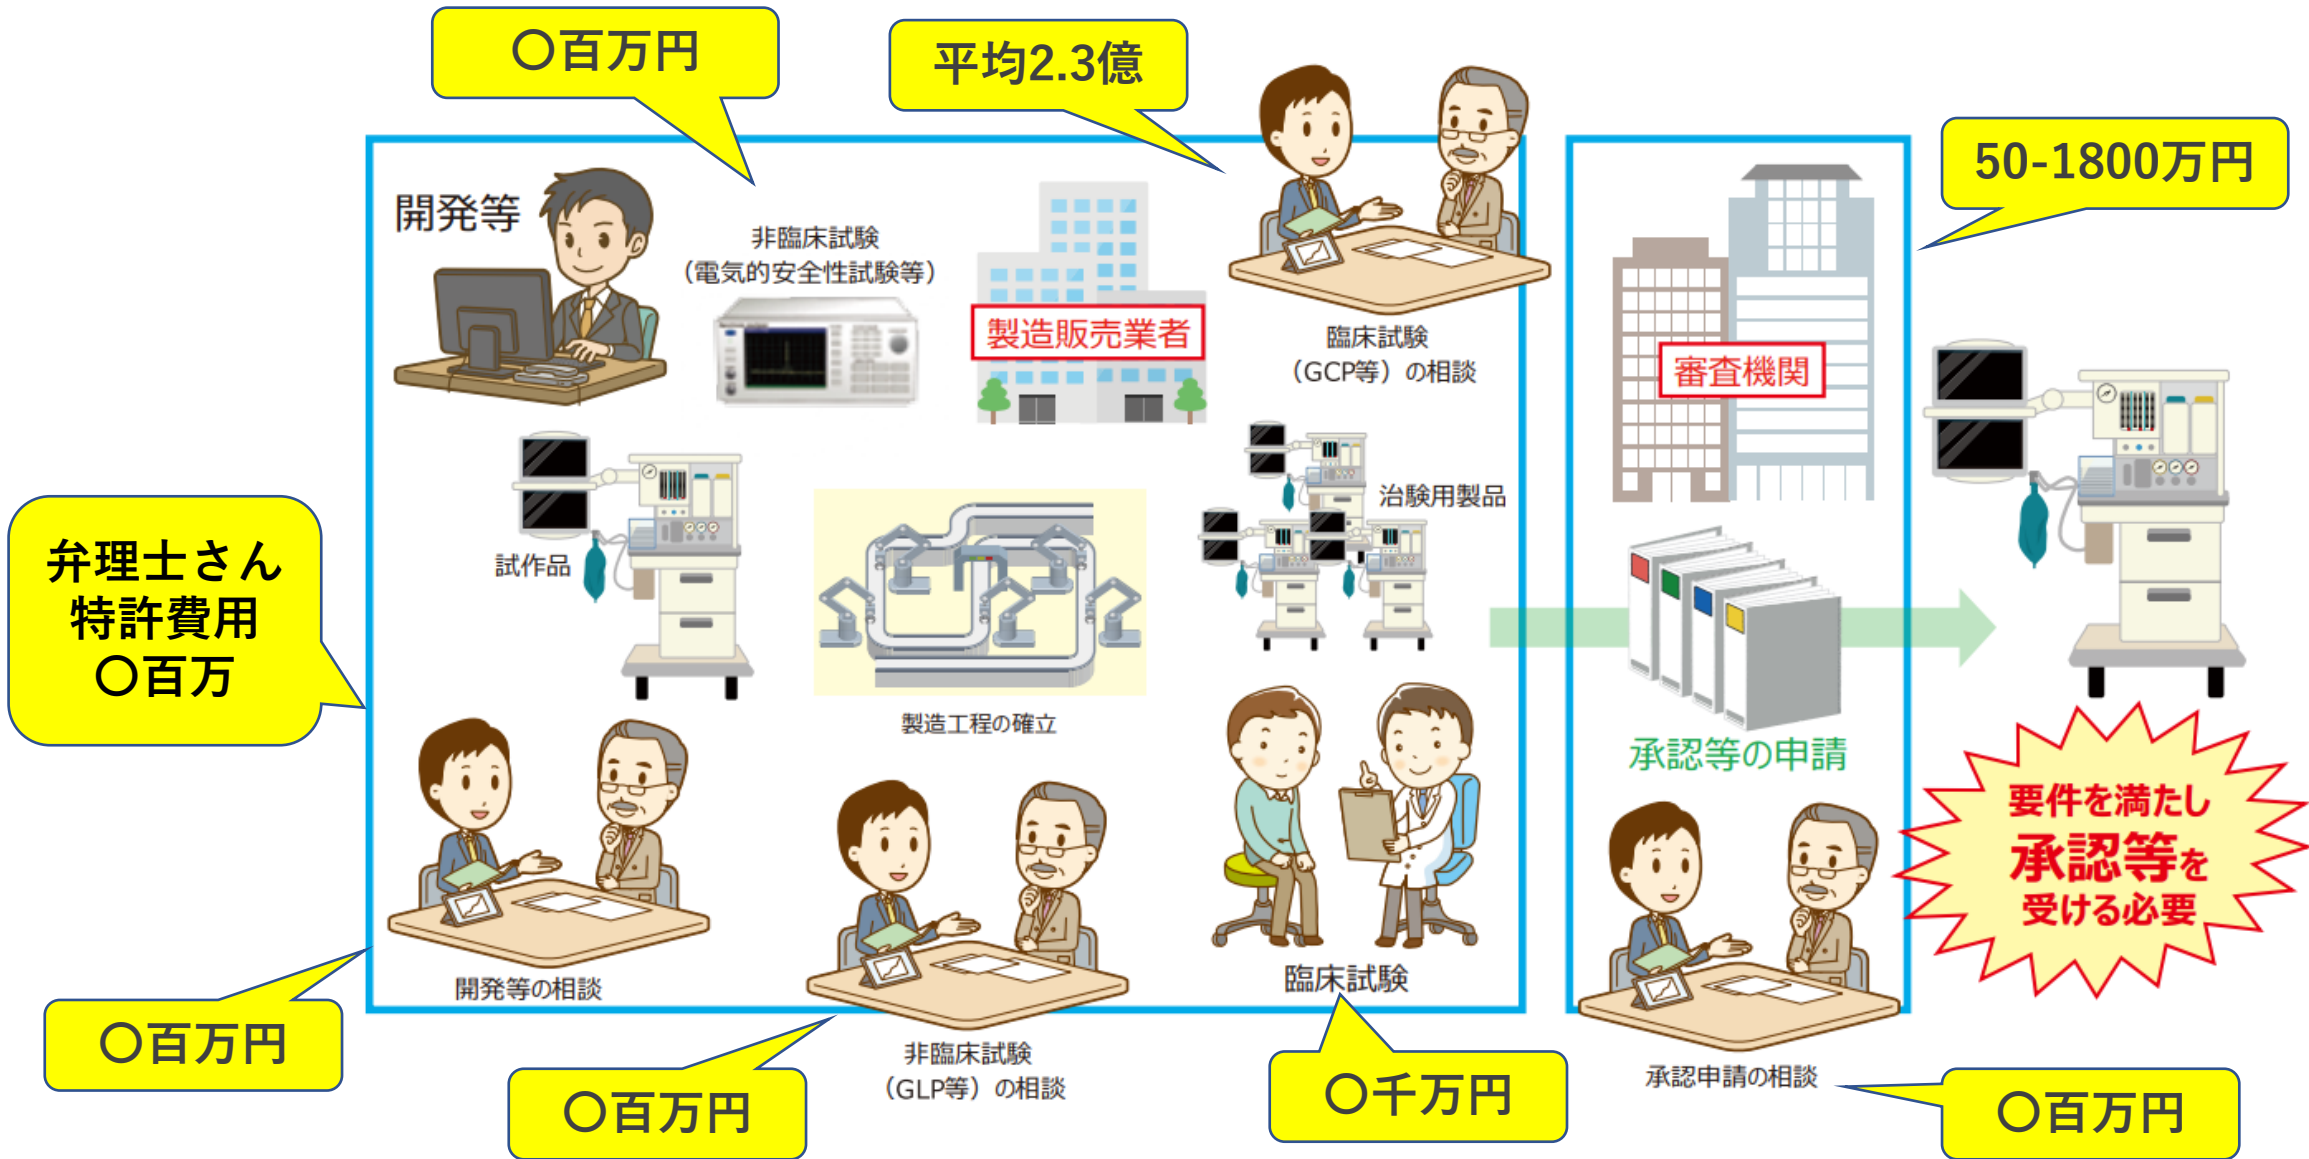 〇百万円
平均2.3億
50-1800万円
開発等
非臨床試験
（電気的安全性試験等）
製造販売業者
臨床試験
（GCP等）の相談
審査機関
治験用製品
試作品
弁理士さん
特許費用
〇百万
製造工程の確立
承認等の申請
要件を満たし
承認等を
受ける必要
開発等の相談
臨床試験
〇百万円
非臨床試験
（GLP等）の相談
〇百万円
〇千万円
承認申請の相談
〇百万円